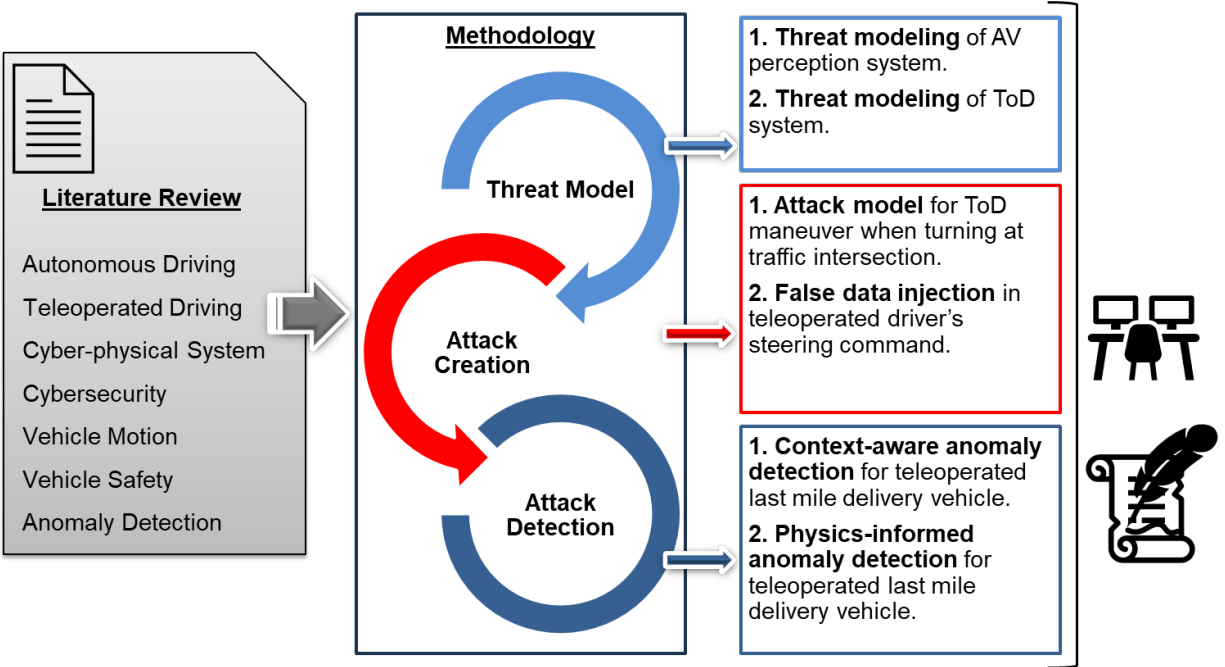 Literature Review
Autonomous Driving
Teleoperated Driving
Cyber-physical System
Cybersecurity
Vehicle Motion
Vehicle Safety
Anomaly Detection
Methodology
Threat Model
Attack
Creation
Attack
Detection
1. Threat modeling of AV
perception system.
2. Threat modeling of ToD
system.
1. Attack model for ToD
maneuver when turning at
traffic intersection.
2. False data injection in
teleoperated driver’s
steering command.
1. Context-aware anomaly
detection for teleoperated
last mile delivery vehicle.
2. Physics-informed
anomaly detection for
teleoperated last mile
delivery vehicle.